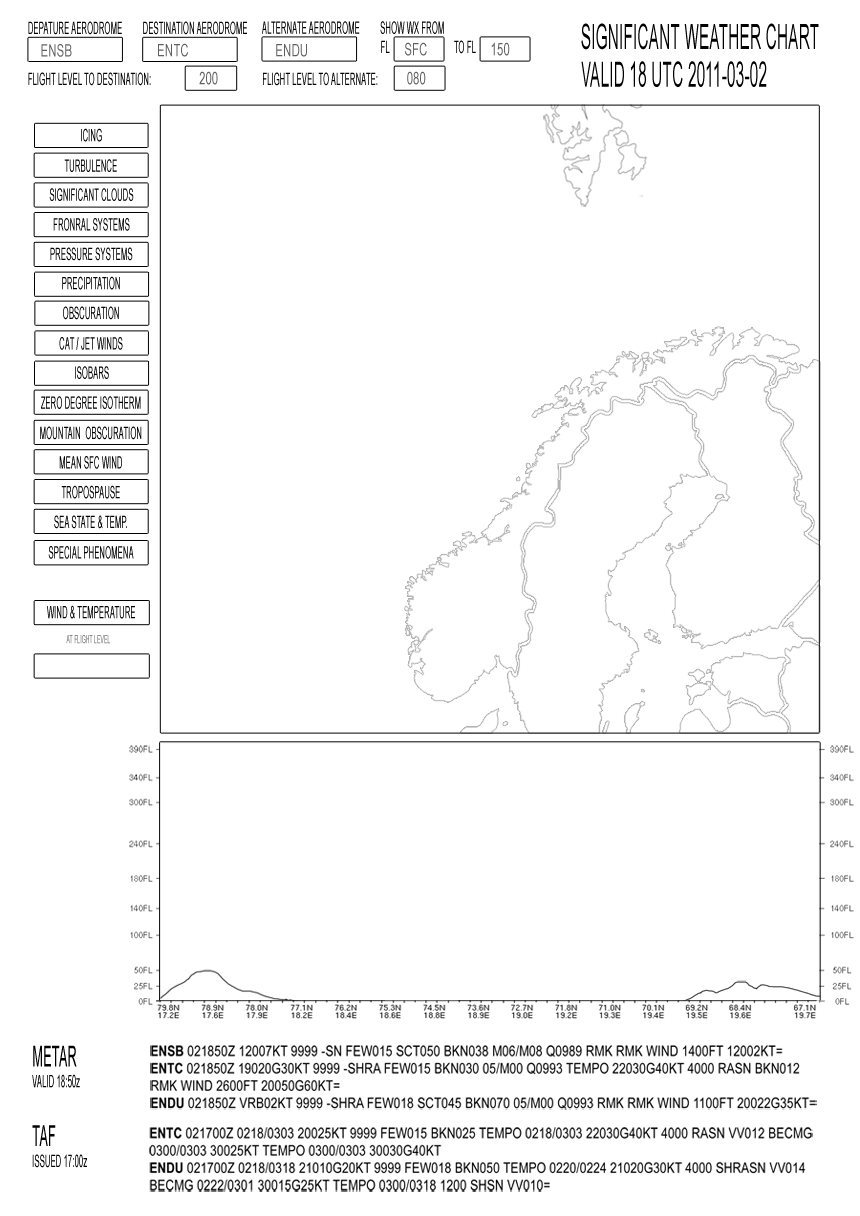 DEPATURE AERODROME DESTINATION AERODROME ALTERNATE AERODROME SHOW WX FROM
ENSB ENTC ENDU FL SFC TO FL 150
FLIGHT LEVEL TO DESTINATION: 200 FLIGHT LEVEL TO ALTERNATE: 080
SIGNIFICANT WEATHER CHART
VALID 18 UTC 2011-03-02
ICING
TURBULENCE
SIGNIFICANT CLOUDS
FRONRAL SYSTEMS
PRESSURE SYSTEMS
PRECIPITATION
OBSCURATION
CAT / JET WINDS
ISOBARS
ZERO DEGREE ISOTHERM
MOUNTAIN OBSCURATION
MEAN SFC WIND
TROPOSPAUSE
SEA STATE & TEMP.
SPECIAL PHENOMENA
WIND & TEMPERATURE
AT FLIGHT LEVEL
390FL 390FL
340FL 340FL
300FL 300FL
240FL 240FL
180FL 180FL
140FL 140FL
100FL 100FL
50FL 50FL
25FL 25FL
0FL 0FL
79.8N 78.9N 78.0N 77.1N 76.2N 75.3N 74.5N 73.6N 72.7N 71.8N 71.0N 70.1N 69.2N 68.4N 67.1N
17.2E 17.6E 17.9E 18.2E 18.4E 18.6E 18.8E 18.9E 19.0E 19.2E 19.3E 19.4E 19.5E 19.6E 19.7E
METAR
VALID 18:50z
ENSB 021850Z 12007KT 9999 -SN FEW015 SCT050 BKN038 M06/M08 Q0989 RMK RMK WIND 1400FT 12002KT=
ENTC 021850Z 19020G30KT 9999 -SHRA FEW015 BKN030 05/M00 Q0993 TEMPO 22030G40KT 4000 RASN BKN012
RMK WIND 2600FT 20050G60KT=
ENDU 021850Z VRB02KT 9999 -SHRA FEW018 SCT045 BKN070 05/M00 Q0993 RMK RMK WIND 1100FT 20022G35KT=
TAF
ISSUED 17:00z
ENTC 021700Z 0218/0303 20025KT 9999 FEW015 BKN025 TEMPO 0218/0303 22030G40KT 4000 RASN VV012 BECMG
0300/0303 30025KT TEMPO 0300/0303 30030G40KT
ENDU 021700Z 0218/0318 21010G20KT 9999 FEW018 BKN050 TEMPO 0220/0224 21020G30KT 4000 SHRASN VV014
BECMG 0222/0301 30015G25KT TEMPO 0300/0318 1200 SHSN VV010=